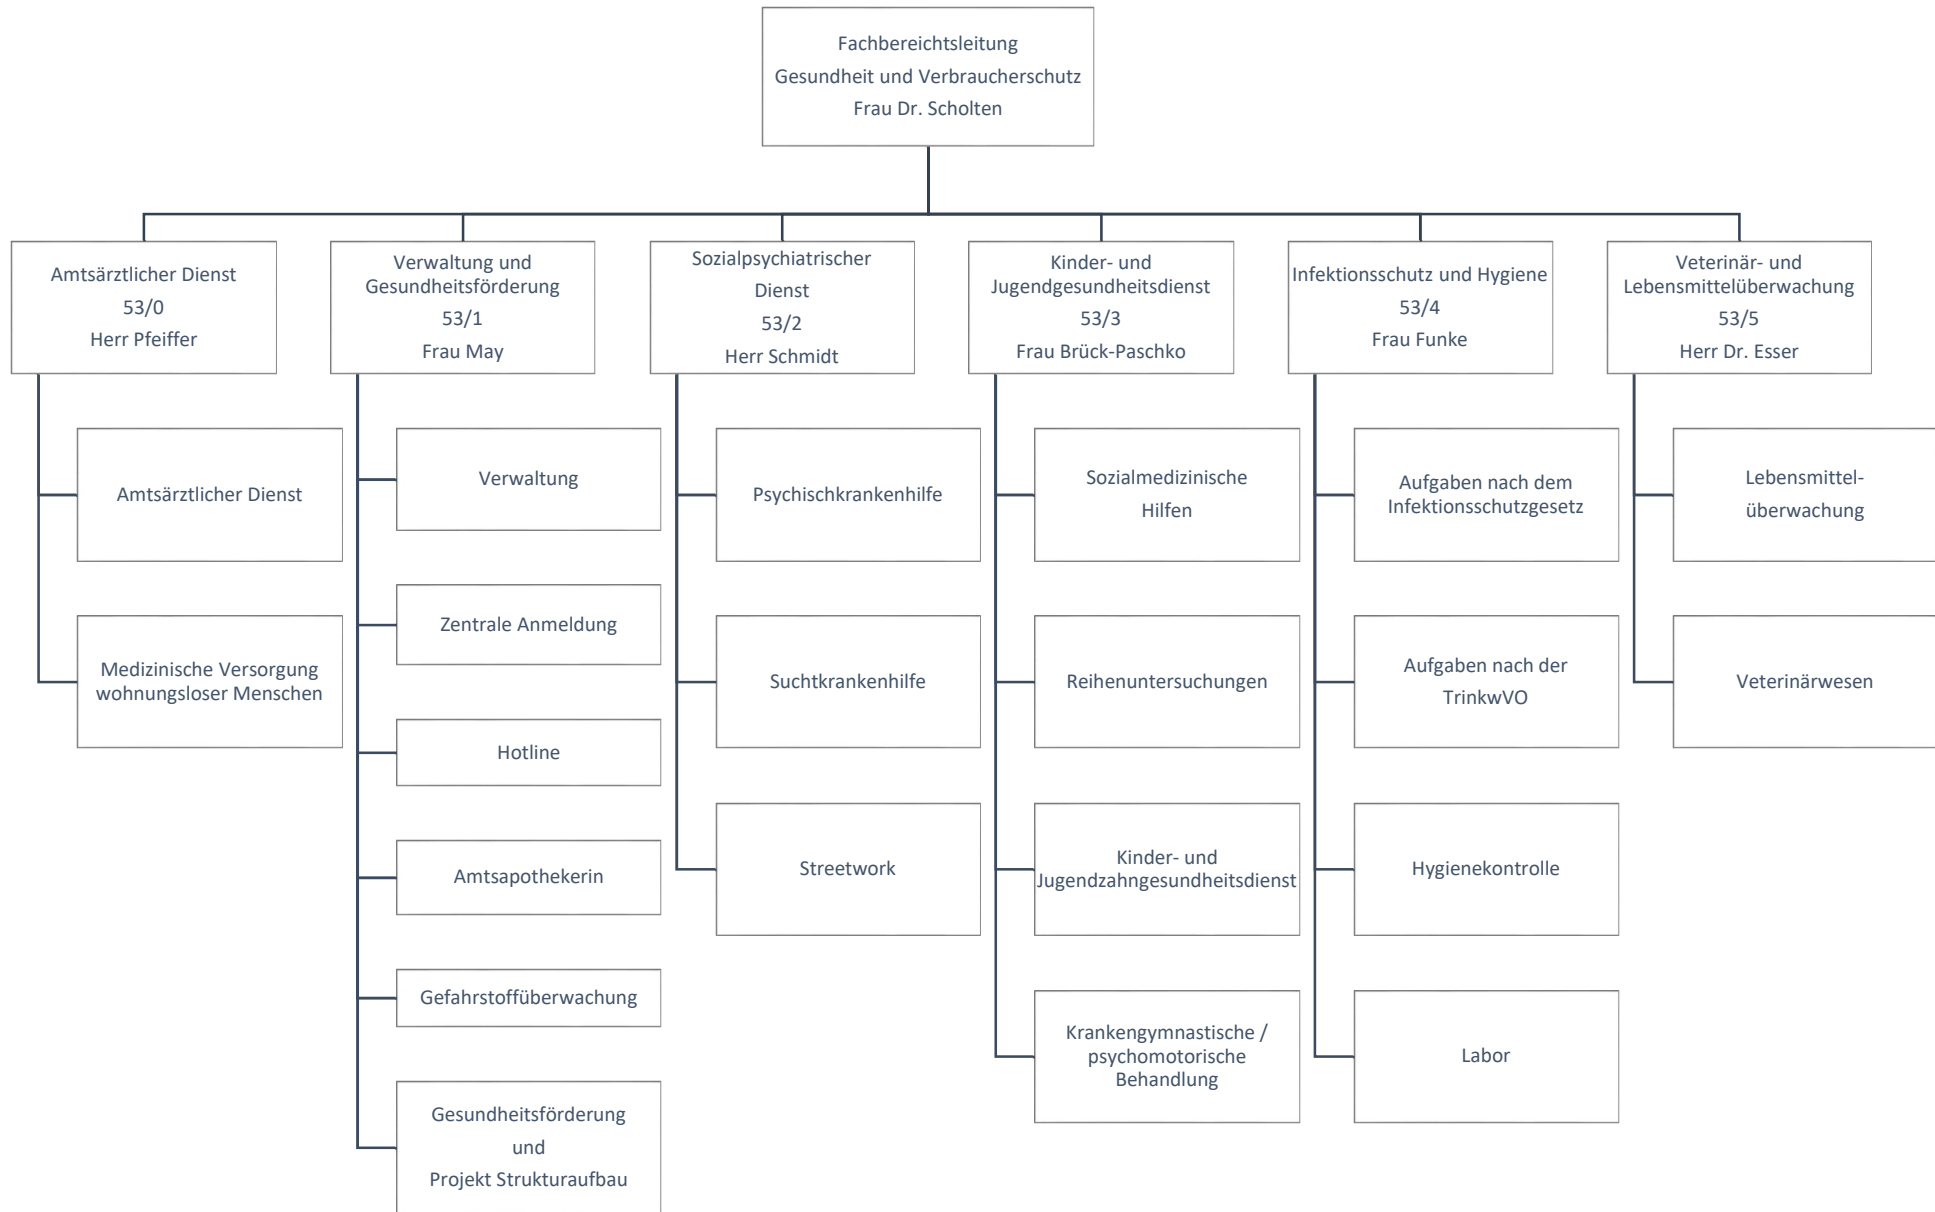 Fachbereichtsleitung
Gesundheit und Verbraucherschutz
Frau Dr. Scholten
Amtsärztlicher Dienst
53/0
Herr Pfeiffer
Verwaltung und
Gesundheitsförderung
53/1
Frau May
Sozialpsychiatrischer
Dienst
53/2
Herr Schmidt
Kinder- und
Jugendgesundheitsdienst
53/3
Frau Brück-Paschko
Infektionsschutz und Hygiene
53/4
Frau Funke
Veterinär- und
Lebensmittelüberwachung
53/5
Herr Dr. Esser
Amtsärztlicher Dienst
Medizinische Versorgung
wohnungsloser Menschen
Verwaltung
Zentrale Anmeldung
Hotline
Amtsapothekerin
Gefahrstoffüberwachung
Gesundheitsförderung
und
Projekt Strukturaufbau
Psychischkrankenhilfe
Suchtkrankenhilfe
Streetwork
Sozialmedizinische
Hilfen
Reihenuntersuchungen
Kinder- und
Jugendzahngesundheitsdienst
Krankengymnastische /
psychomotorische
Behandlung
Aufgaben nach dem
Infektionsschutzgesetz
Aufgaben nach der
TrinkwVO
Hygienekontrolle
Labor
Lebensmittel-
überwachung
Veterinärwesen